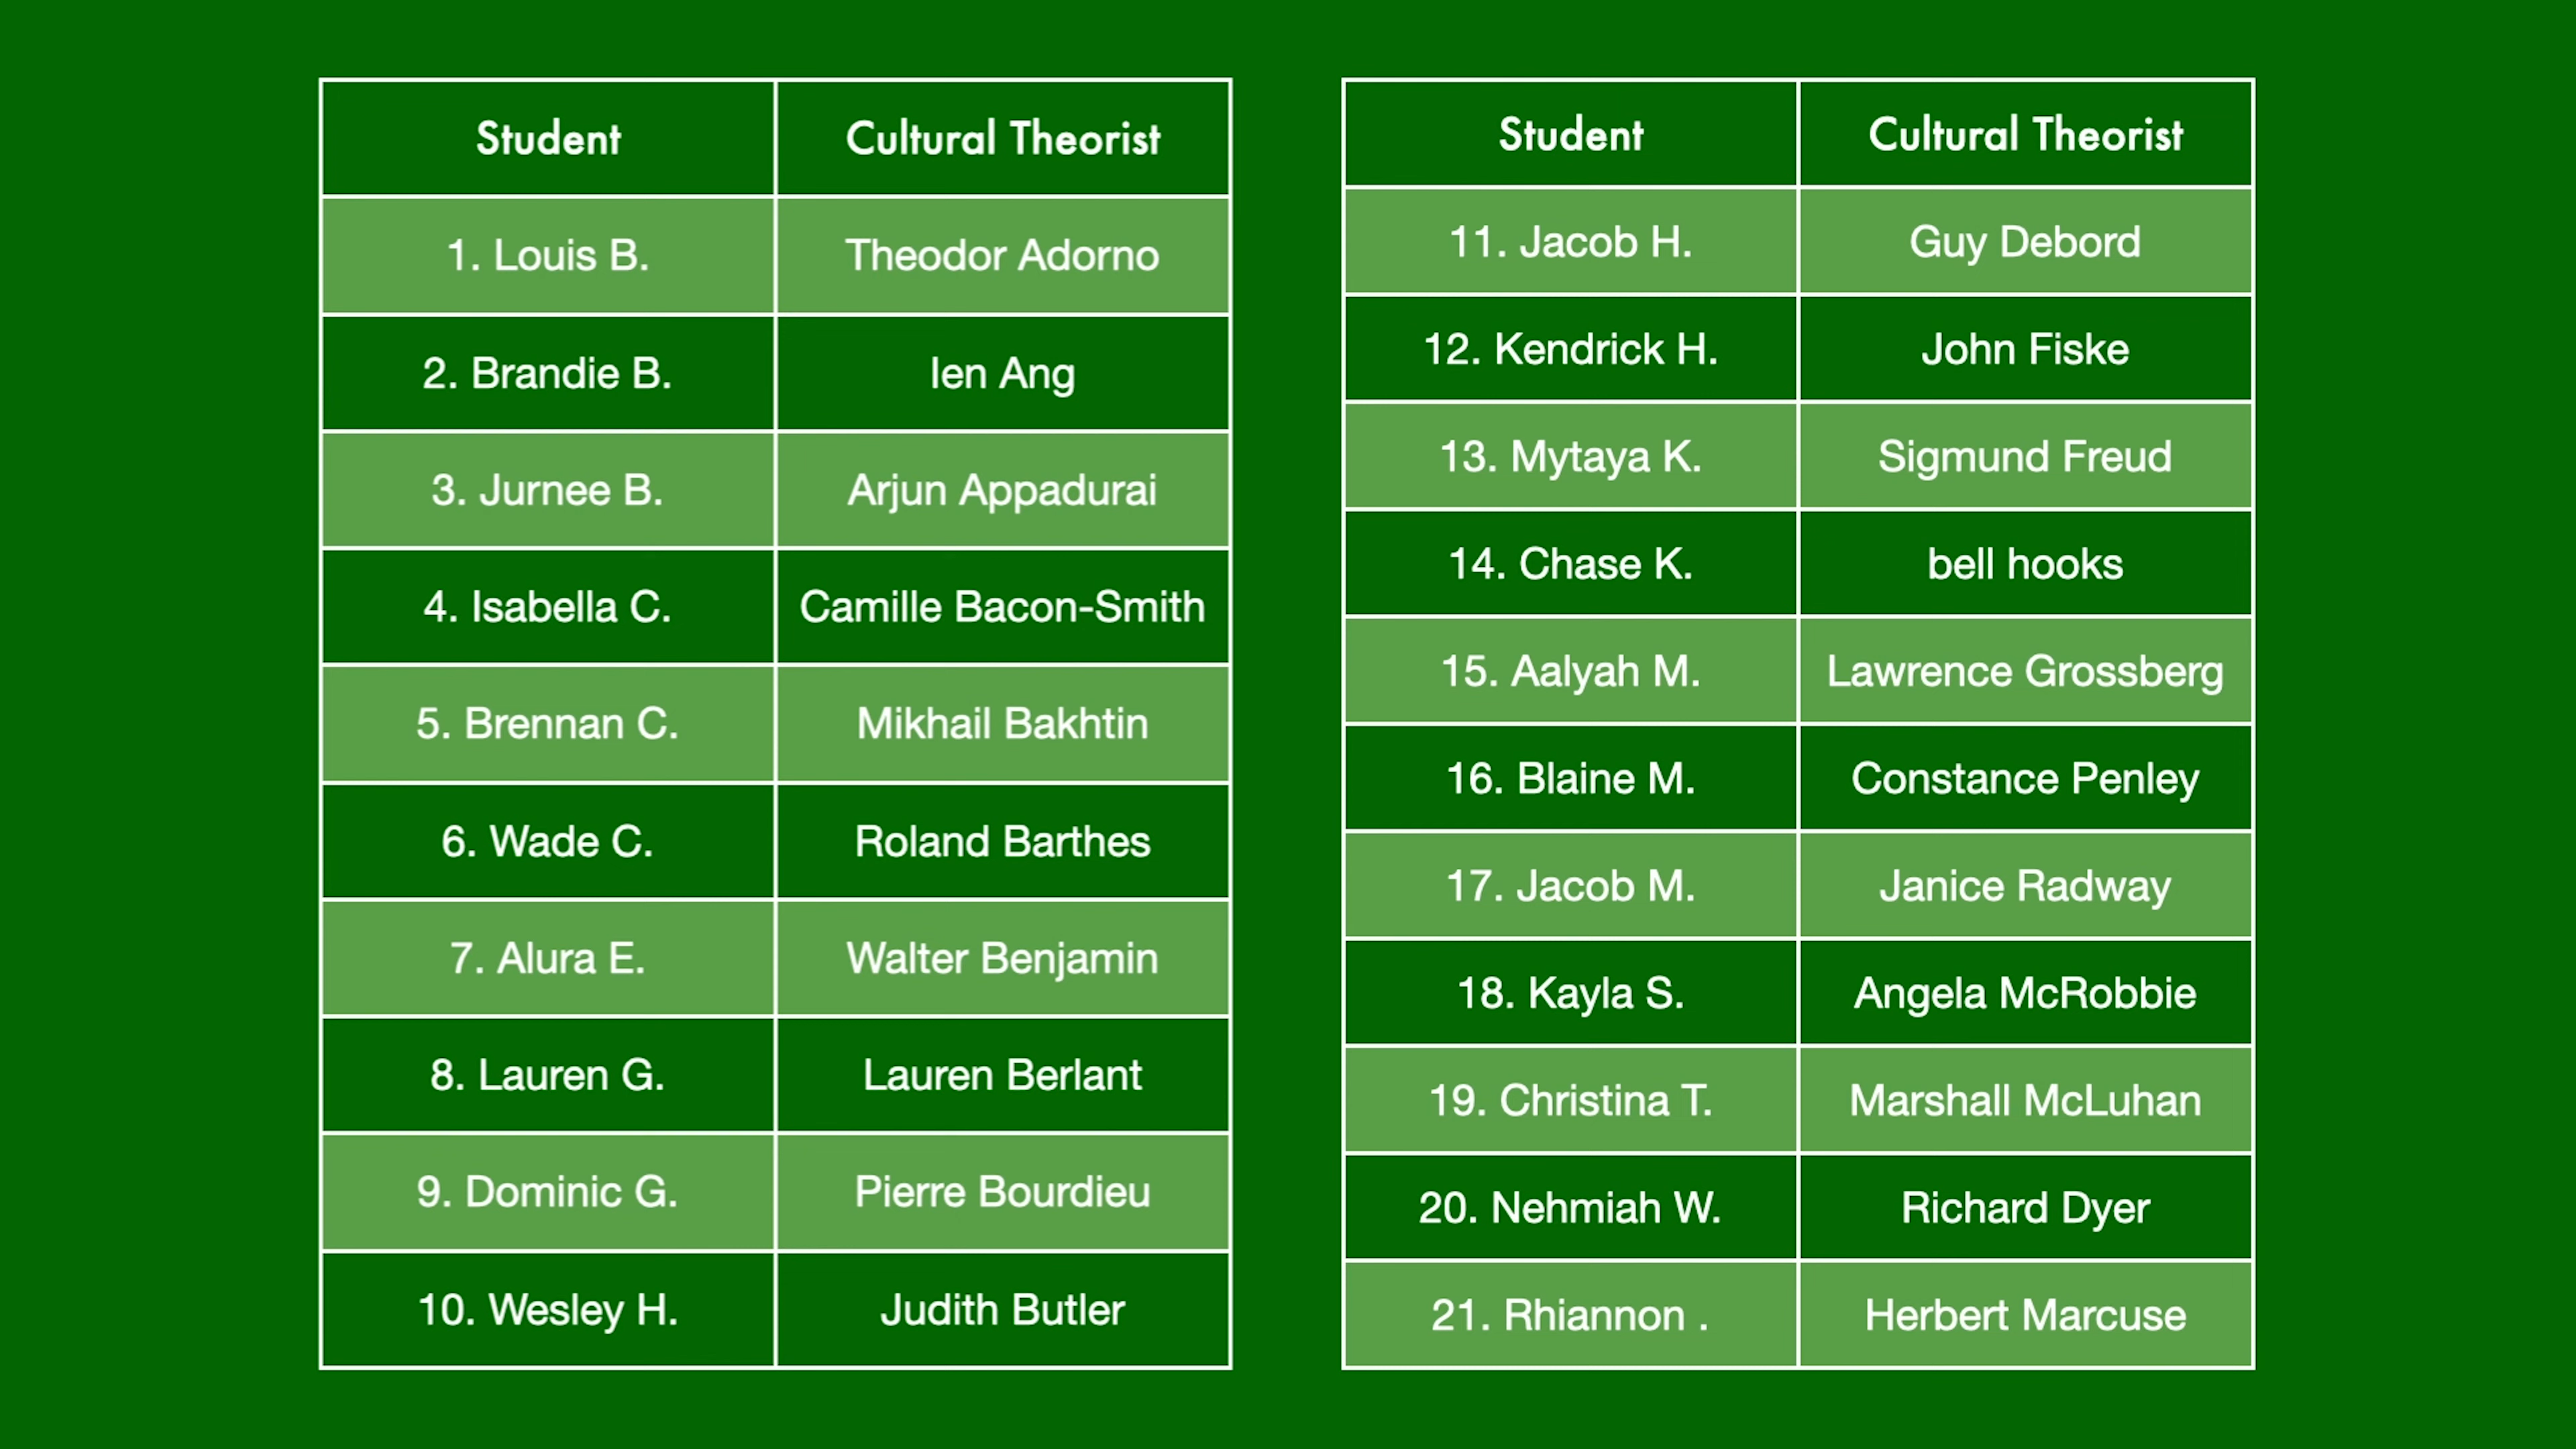 Student Cultural Theorist
1. Louis B. Theodor Adorno
2. Brandie B. Ien Ang
3. Jurnee B. Arjun Appadurai
4. Isabella C. Camille Bacon-Smith
5. Brennan C. Mikhail Bakhtin
6. Wade C. Roland Barthes
7. Alura E. Walter Benjamin
8. Lauren G. Lauren Berlant
9. Dominic G. Pierre Bourdieu
10. Wesley H. Judith Butler
Student Cultural Theorist
11. Jacob H. Guy Debord
12. Kendrick H. John Fiske
13. Mytaya K. Sigmund Freud
14. Chase K. bell hooks
15. Aalyah M. Lawrence Grossberg
16. Blaine M. Constance Penley
17. Jacob M. Janice Radway
18. Kayla S. Angela McRobbie
19. Christina T. Marshall McLuhan
20. Nehmiah W. Richard Dyer
21. Rhiannon . Herbert Marcuse